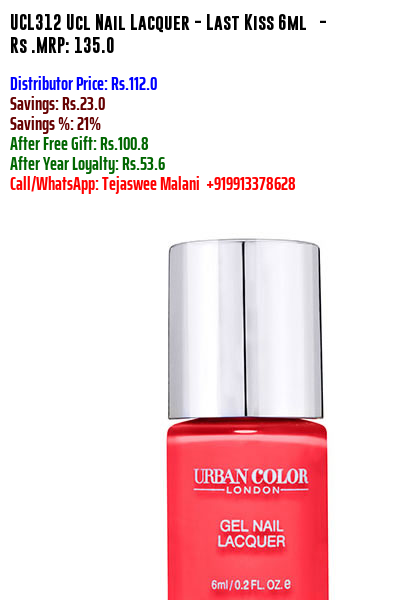 UCL312 Ucl Nail Lacquer - Last Kiss 6ml   -
Rs .MRP: 135.0
Distributor Price: Rs.112.0
Savings: Rs.23.0
Savings %: 21%
After Free Gift: Rs.100.8
After Year Loyalty: Rs.53.6
Call/WhatsApp: Tejaswee Malani  +919913378628
URBAN COLOR
LONDON
GEL NAIL
LACQUER
6ml / 0.2 FL. OZ. e